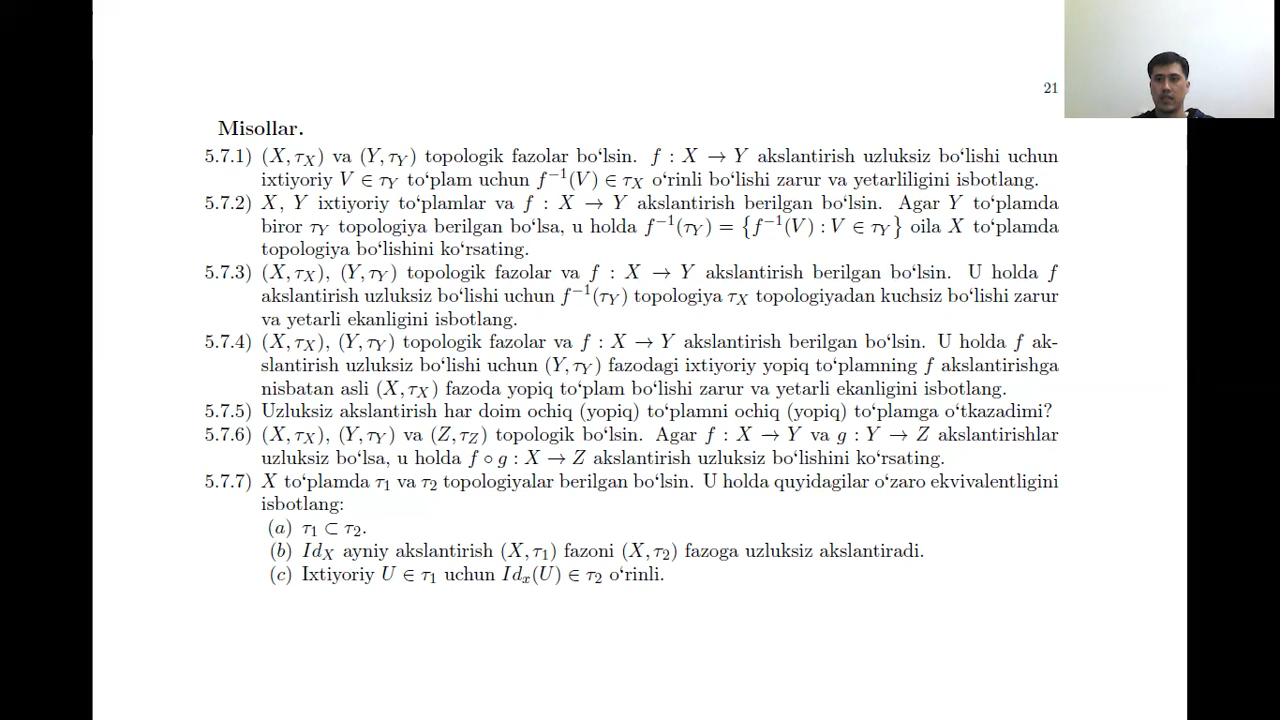 21
Misollar.
5.7.1) (X, τ_X) va (Y, τ_Y) topologik fazolar bo‘lsin. f : X → Y akslantirish uzluksiz bo‘lishi uchun
ixtiyoriy V ∈ τ_Y to‘plam uchun f⁻¹(V) ∈ τ_X o‘rinli bo‘lishi zarur va yetarliligini isbotlang.
5.7.2) X, Y ixtiyoriy to‘plamlar va f : X → Y akslantirish berilgan bo‘lsin. Agar Y to‘plamda
biror τ_Y topologiya berilgan bo‘lsa, u holda f⁻¹(τ_Y) = {f⁻¹(V) : V ∈ τ_Y} oila X to‘plamda
topologiya bo‘lishini ko‘rsating.
5.7.3) (X, τ_X), (Y, τ_Y) topologik fazolar va f : X → Y akslantirish berilgan bo‘lsin. U holda f
akslantirish uzluksiz bo‘lishi uchun f⁻¹(τ_Y) topologiya τ_X topologiyadan kuchsiz bo‘lishi zarur
va yetarli ekanligini isbotlang.
5.7.4) (X, τ_X), (Y, τ_Y) topologik fazolar va f : X → Y akslantirish berilgan bo‘lsin. U holda f ak-
slantirish uzluksiz bo‘lishi uchun (Y, τ_Y) fazodagi ixtiyoriy yopiq to‘plamning f akslantirishga
nisbatan asli (X, τ_X) fazoda yopiq to‘plam bo‘lishi zarur va yetarli ekanligini isbotlang.
5.7.5) Uzluksiz akslantirish har doim ochiq (yopiq) to‘plamni ochiq (yopiq) to‘plamga o‘tkazadimi?
5.7.6) (X, τ_X), (Y, τ_Y) va (Z, τ_Z) topologik bo‘lsin. Agar f : X → Y va g : Y → Z akslantirishlar
uzluksiz bo‘lsa, u holda f ∘ g : X → Z akslantirish uzluksiz bo‘lishini ko‘rsating.
5.7.7) X to‘plamda τ₁ va τ₂ topologiyalar berilgan bo‘lsin. U holda quyidagilar o‘zaro ekvivalentligini
isbotlang:
(a) τ₁ ⊂ τ₂.
(b) Id_X ayniy akslantirish (X, τ₁) fazoni (X, τ₂) fazoga uzluksiz akslantiradi.
(c) Ixtiyoriy U ∈ τ₁ uchun Id_x(U) ∈ τ₂ o‘rinli.